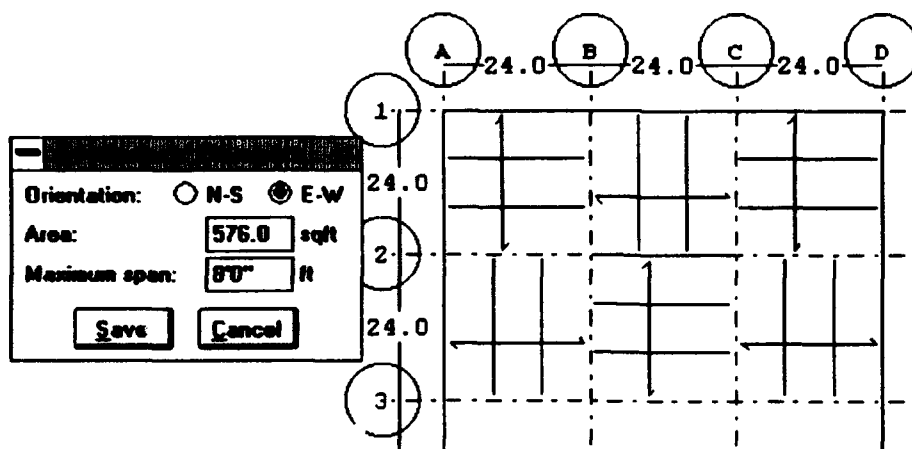 A B C D
24.0 24.0 24.0
1
Orientation: N-S E-W
24.0
Area: 576.0 sqft
2
Maximum span: 8'0" ft
Save Cancel
24.0
3